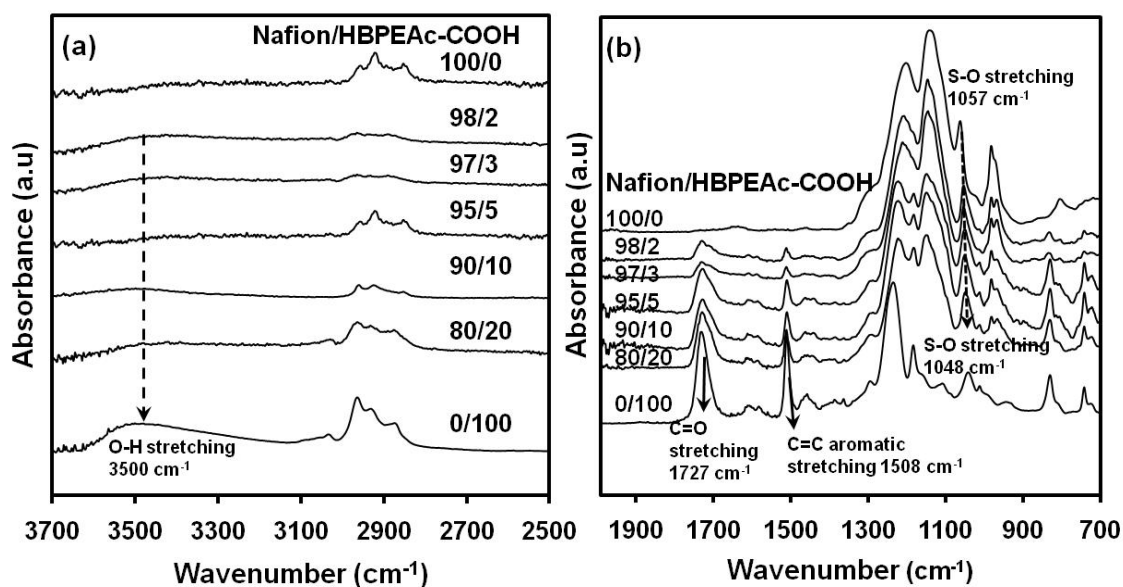 (a)
Nafion/HBPEAc-COOH
100/0
98/2
97/3
95/5
90/10
80/20
0/100
O-H stretching
3500 cm-1
Absorbance (a.u)
3700 3500 3300 3100 2900 2700 2500
Wavenumber (cm-1)
(b)
S-O stretching
1057 cm-1
Nafion/HBPEAc-COOH
100/0
98/2
97/3
95/5
90/10
80/20
0/100
S-O stretching
1048 cm-1
C=O
stretching
1727 cm-1
C=C aromatic
stretching 1508 cm-1
Absorbance (a.u)
1900 1700 1500 1300 1100 900 700
Wavenumber (cm-1)